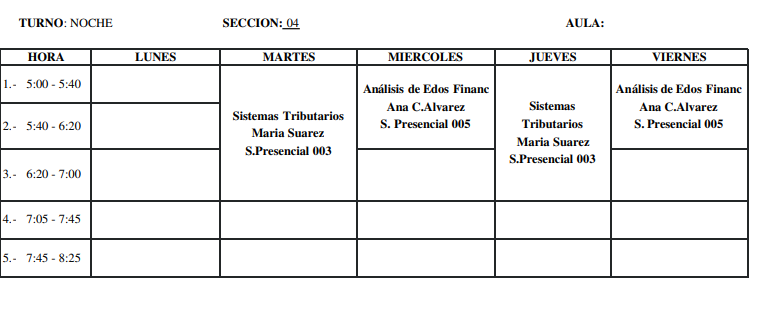 TURNO: NOCHE SECCION: 04 AULA:
HORA LUNES MARTES MIERCOLES JUEVES VIERNES
1.- 5:00 - 5:40
2.- 5:40 - 6:20
3.- 6:20 - 7:00
4.- 7:05 - 7:45
5.- 7:45 - 8:25
Sistemas Tributarios
Maria Suarez
S.Presencial 003
Análisis de Edos Financ
Ana C.Alvarez
S. Presencial 005
Sistemas
Tributarios
Maria Suarez
S.Presencial 003
Análisis de Edos Financ
Ana C.Alvarez
S. Presencial 005